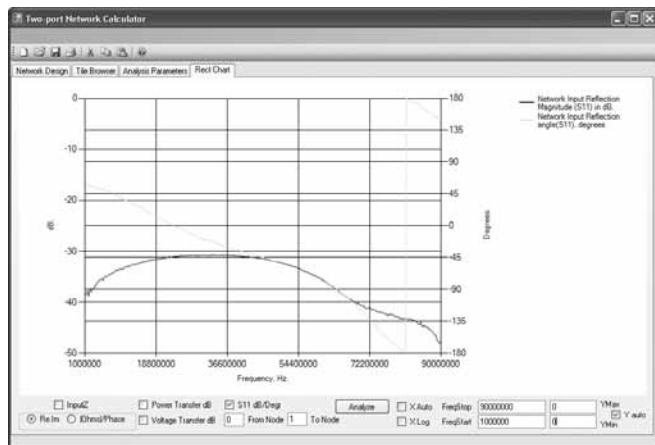 Two-port Network Calculator
Network Design Tile Browser Analysis Parameters Rect Chart
0
-10
-20
-30
-40
-50
dB.
180
135
90
45
0
-45
-90
-135
-180
Degrees
1000000 18800000 36600000 54400000 72200000 90000000
Frequency, Hz.
Network Input Reflection
Magnitude (S11) in dB.
Network Input Reflection
angle(S11). degrees
InputZ Power Transfer dB S11 dB/Degr Analyze X Auto FreqStop 90000000 0 YMax
Y auto
Re.Im |Ohms|/Phase Voltage Transfer dB 0 From Node 1 To Node X Log FreqStart 1000000 0 YMin